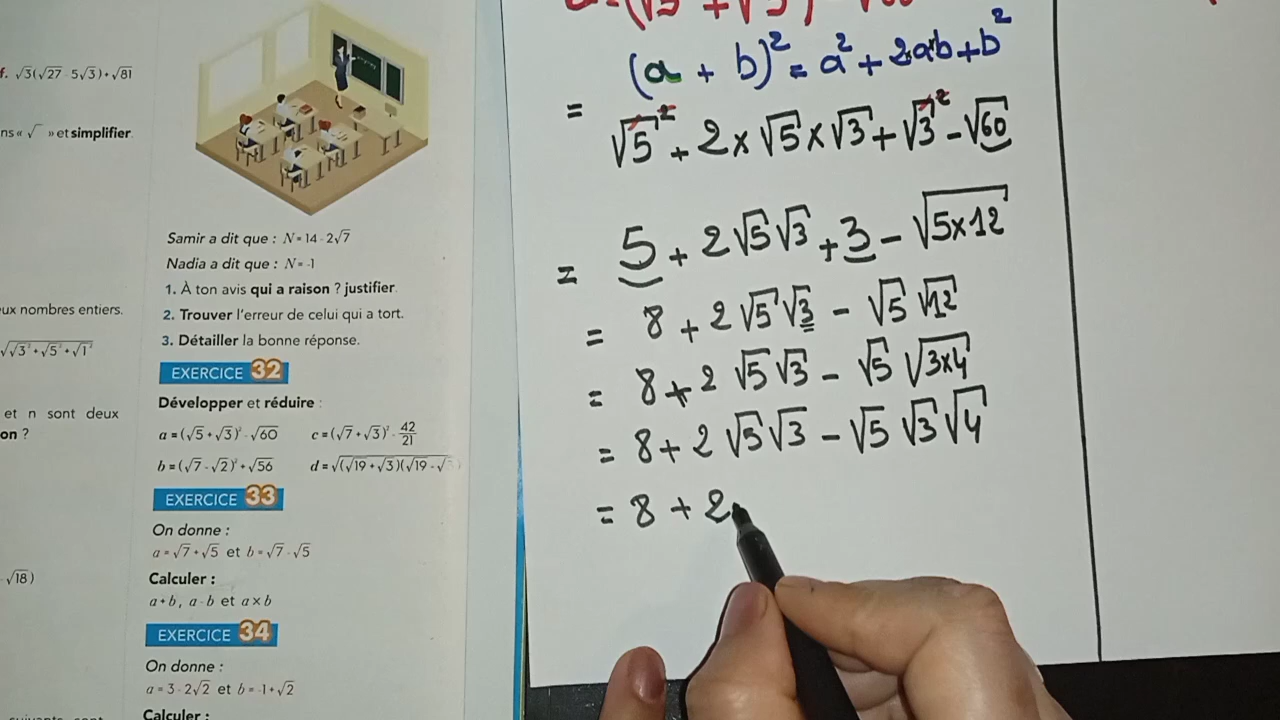 f. √3(√27 - 5√3) + √81
ns « √ » et simplifier.
ux nombres entiers.
√(√3² + √5² + √1²)
et n sont deux
on ?
√18)
Samir a dit que : N = 14 - 2√7
Nadia a dit que : N = -1
1. À ton avis qui a raison ? justifier.
2. Trouver l'erreur de celui qui a tort.
3. Détailler la bonne réponse.
EXERCICE 32
Développer et réduire :
a = (√5 + √3)² - √60 c = (√7 + √3)² - 42/21
b = (√7 - √2)² + √56 d = √((√19 + √3)(√19 - √3
EXERCICE 33
On donne :
a = √7 + √5 et b = √7 - √5
Calculer :
a + b , a - b et a × b
EXERCICE 34
On donne :
a = 3 - 2√2 et b = -1 + √2
Calculer :
(a + b)² = a² + 2ab + b²
= √5² + 2 × √5 × √3 + √3² - √60
= 5 + 2√5√3 + 3 - √5×12
= 8 + 2√5√3 - √5√12
= 8 + 2√5√3 - √5√3×4
= 8 + 2√5√3 - √5√3√4
= 8 + 2